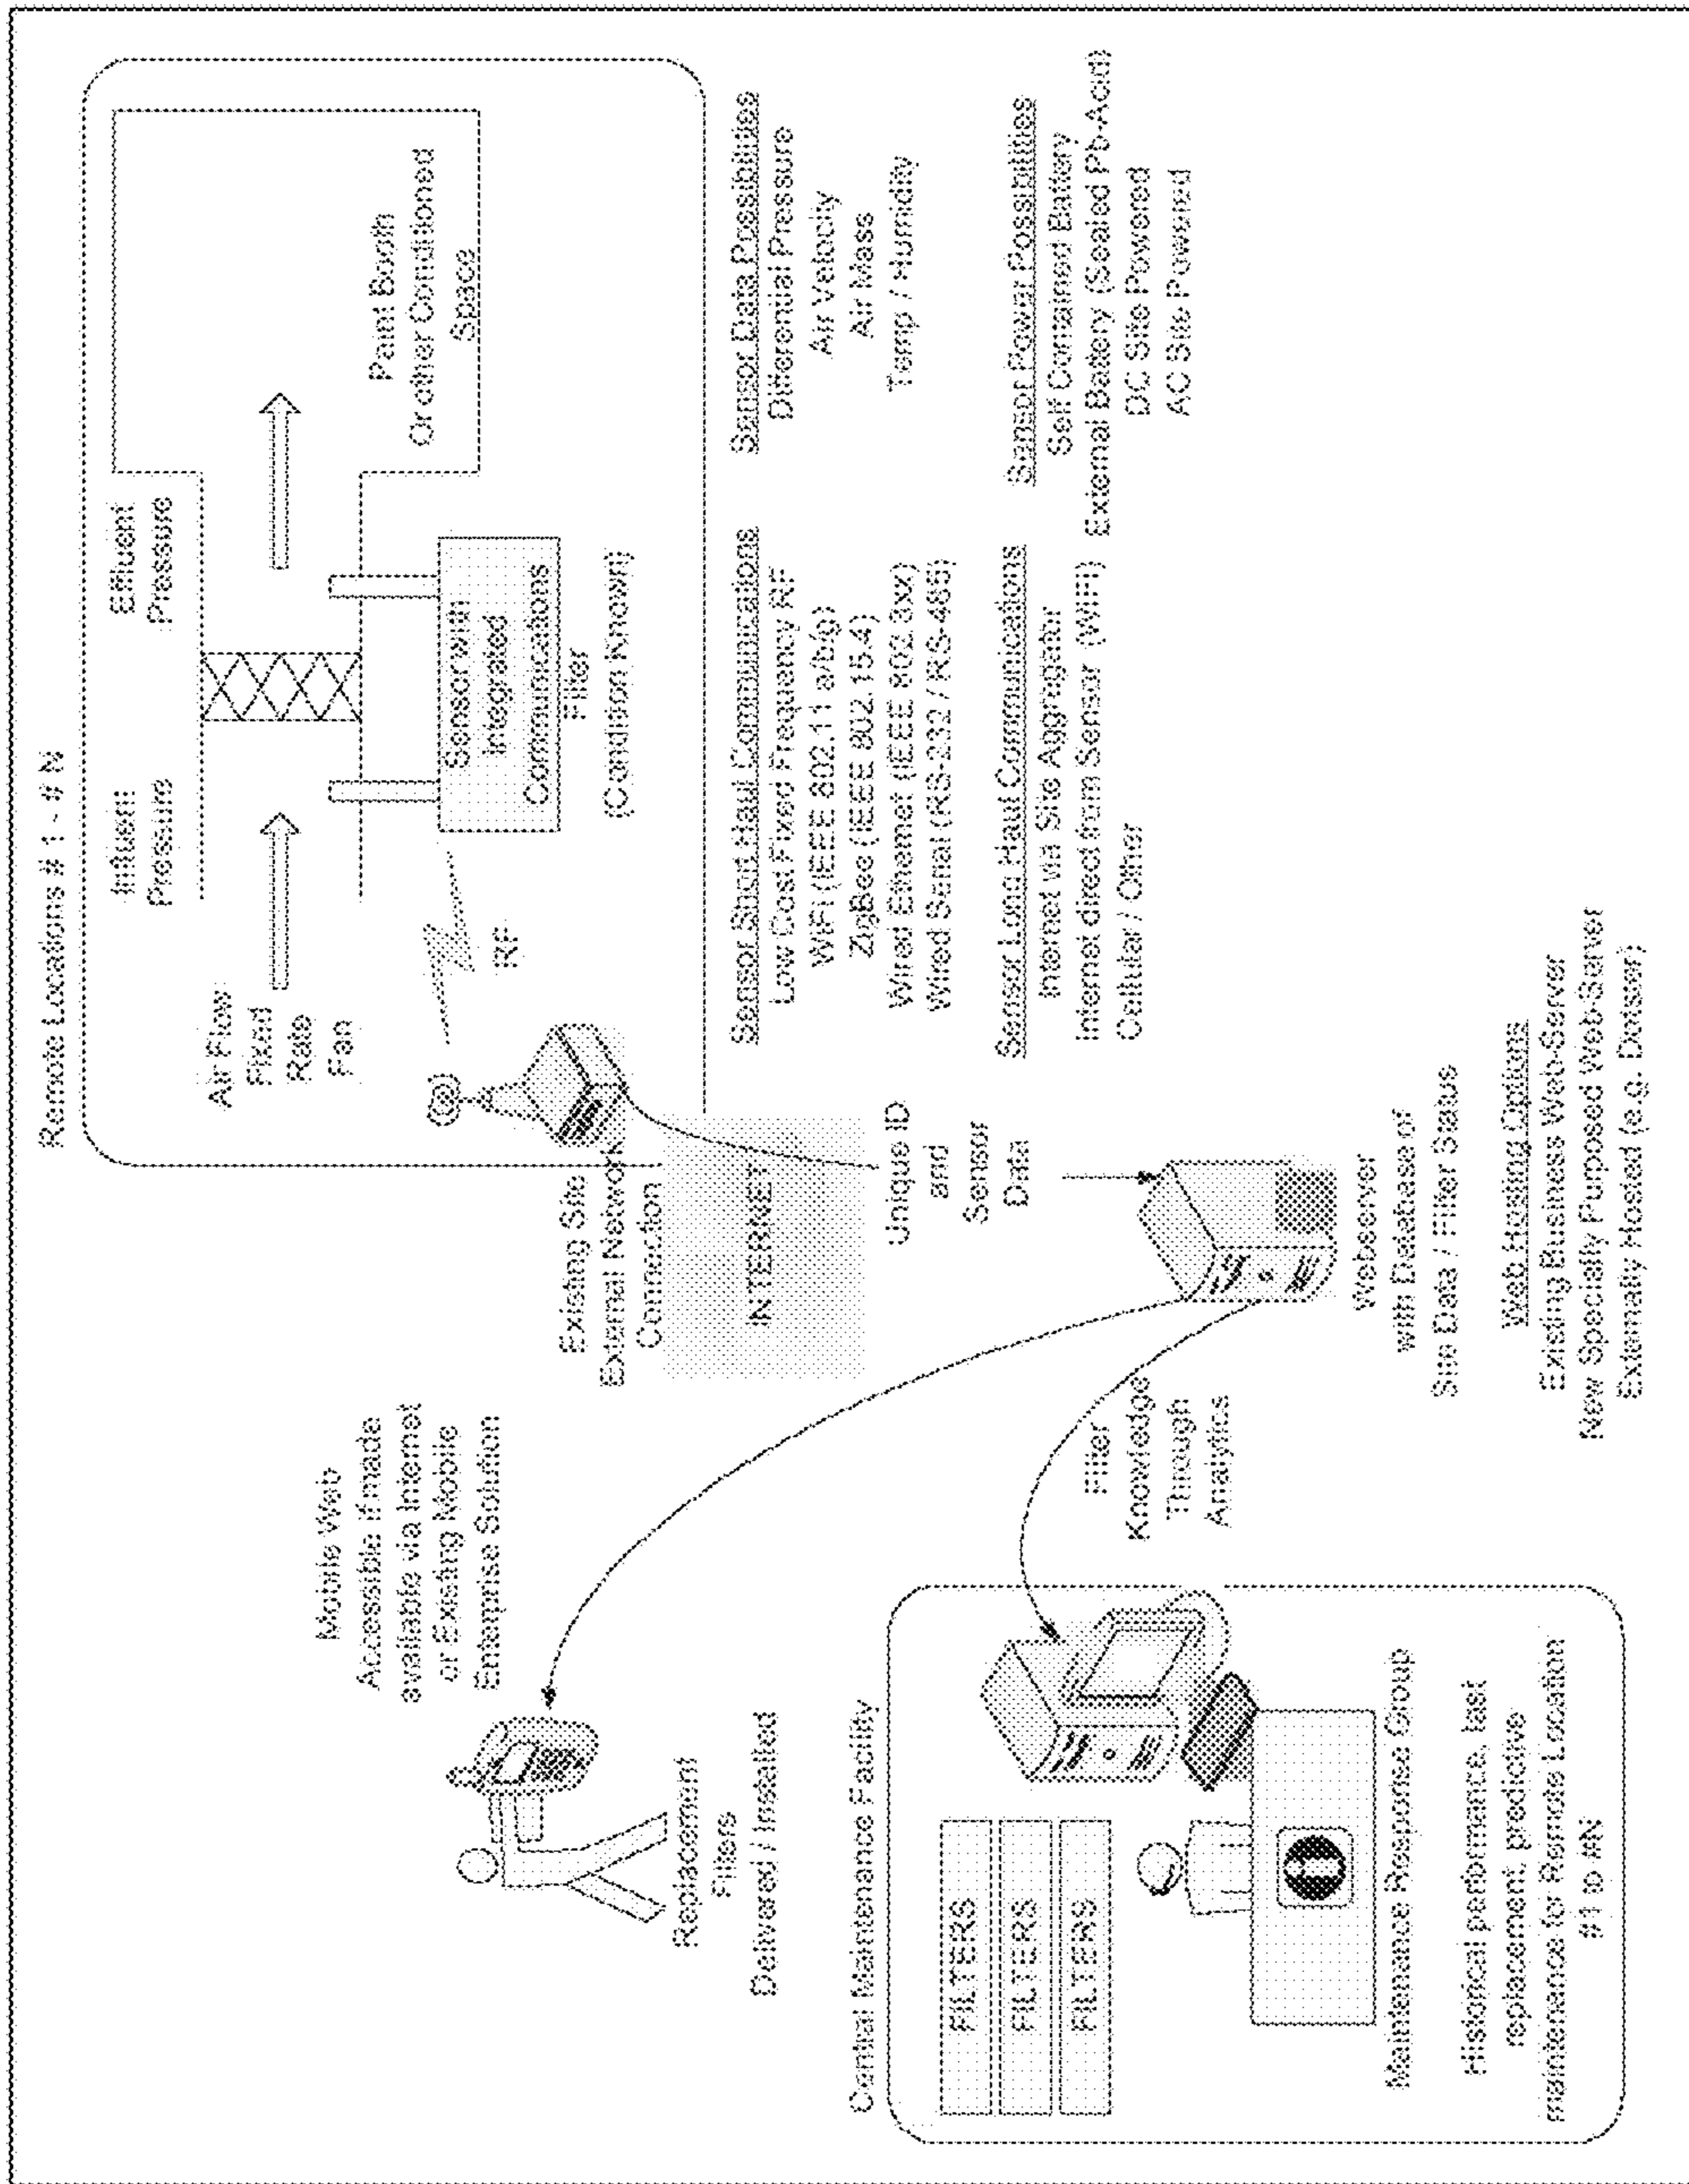 Remote Locations # 1 - # N
Influent
Pressure
Effluent
Pressure
Air Flow
Fixed
Rate
Fan
Paint Booth
Or other Conditioned
Space
RF
Sensor with
Integrated
Communications
Filter
(Condition Known)
Existing Site
External Network
Connection
INTERNET
Unique ID
and
Sensor
Data
Sensor Short Haul Communications
Low Cost Fixed Frequency RF
WiFi (IEEE 802.11 a/b/g)
ZigBee (IEEE 802.15.4)
Wired Ethernet (IEEE 802.3xx)
Wired Serial (RS-232 / RS-485)
Sensor Data Possibilities
Differential Pressure
Air Velocity
Air Mass
Temp / Humidity
Sensor Long Haul Communications
Internet via Site Aggregator
Internet direct from Sensor (WIFI)
Cellular / Other
Sensor Power Possibilities
Self Contained Battery
External Battery (Sealed Pb-Acid)
DC Site Powered
AC Site Powered
Mobile Web
Accessible if made
available via Internet
or Existing Mobile
Enterprise Solution
Replacement
Filters
Delivered / Installed
Filter
Knowledge
Through
Analytics
Webserver
with Database of
Site Data / Filter Status
Web Hosting Options
Existing Business Web-Server
New Specially Purposed Web-Server
Externally Hosted (e.g. Datser)
Central Maintenance Facility
FILTERS
FILTERS
FILTERS
Maintenance Response Group
Historical performance, last
replacement, predictive
maintenance for Remote Location
#1 to #N